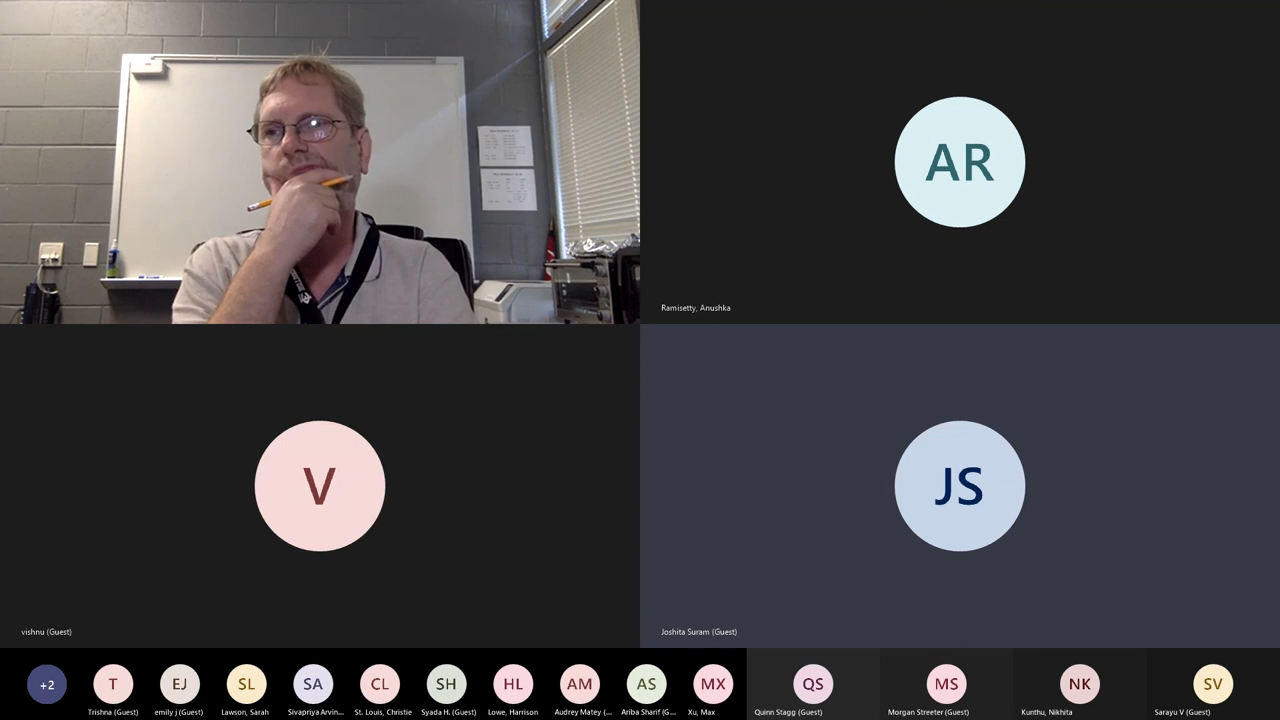 AR
Ramisetty, Anushka
V
JS
vishnu (Guest)
Joshita Suram (Guest)
+2
T
EJ
SL
SA
CL
SH
HL
AM
AS
MX
QS
MS
NK
SV
Trishna (Guest)
emily j (Guest)
Lawson, Sarah
Sivapriya Arvin...
St. Louis, Christie
Syada H. (Guest)
Lowe, Harrison
Audrey Matey (...
Ariba Sharif (G...
Xu, Max
Quinn Stagg (Guest)
Morgan Streeter (Guest)
Kunthu, Nikhita
Sarayu V (Guest)